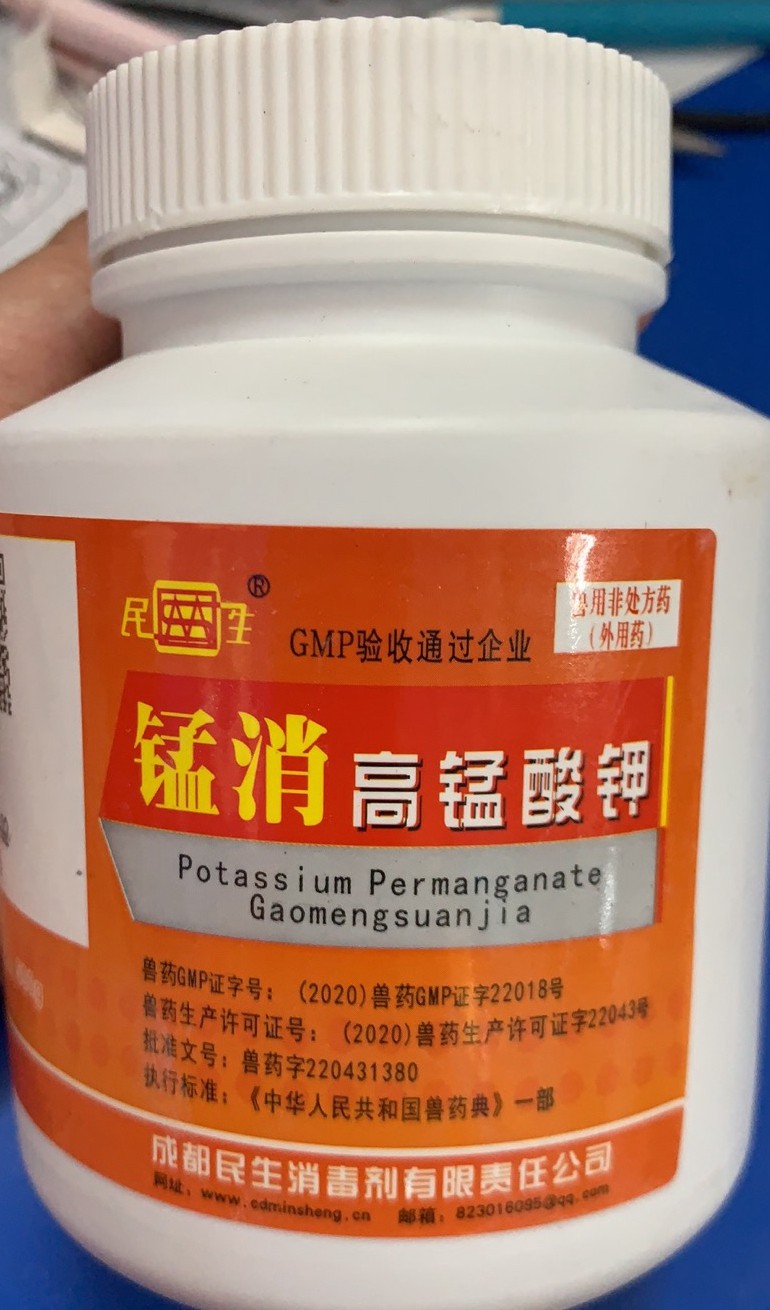 民生®
GMP验收通过企业
兽用非处方药
（外用药）
锰消 高锰酸钾
Potassium Permanganate
Gaomengsuanjia
兽药GMP证字号：（2020）兽药GMP证字22018号
兽药生产许可证号：（2020）兽药生产许可证字22043号
批准文号：兽药字220431380
执行标准：《中华人民共和国兽药典》一部
成都民生消毒剂有限责任公司
网址：www.cdminsheng.cn 邮箱：823016095@qq.com